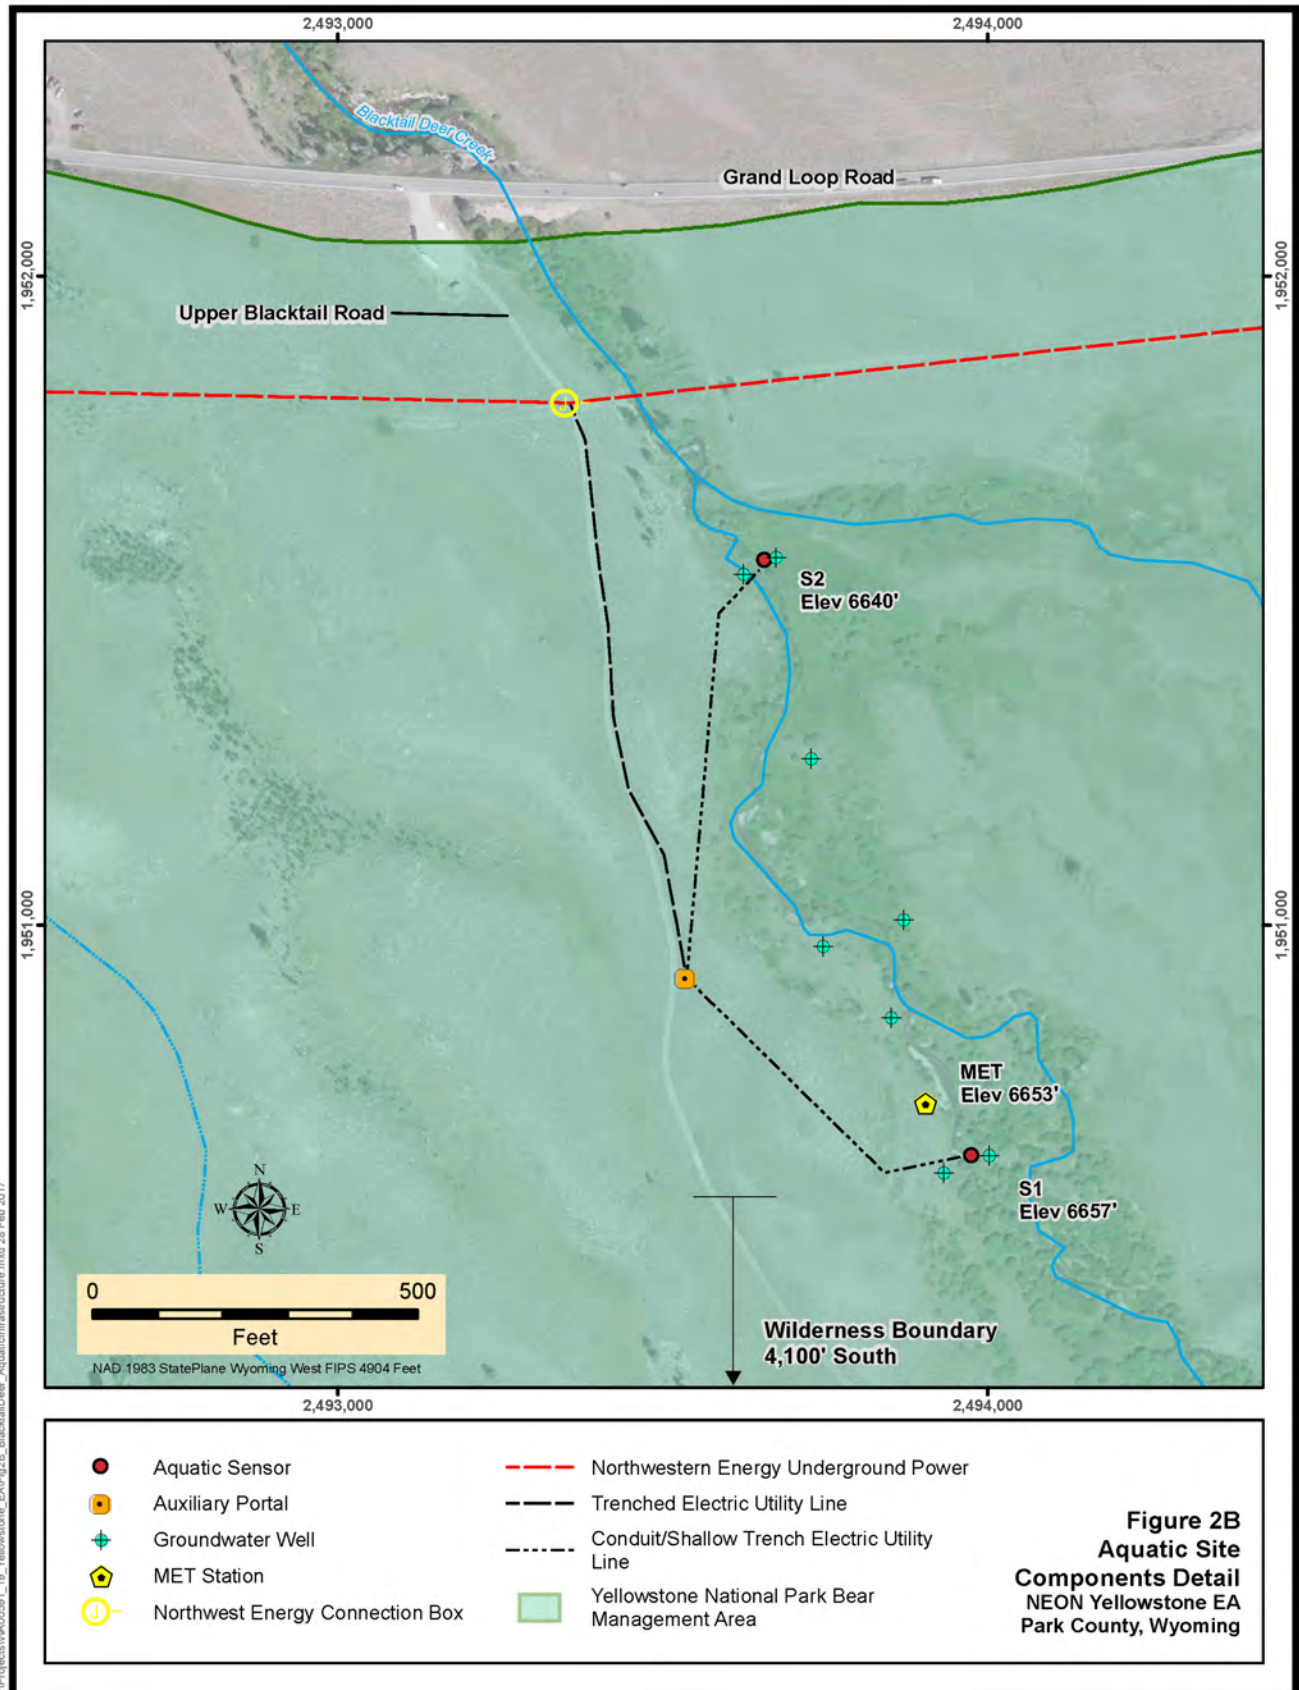 2,493,000
2,494,000
Blacktail Deer Creek
Grand Loop Road
1,952,000
1,952,000
Upper Blacktail Road
J
S2
Elev 6640'
1,951,000
1,951,000
MET
Elev 6653'
N
W
E
S
S1
Elev 6657'
0
500
Feet
NAD 1983 StatePlane Wyoming West FIPS 4904 Feet
Wilderness Boundary
4,100' South
2,493,000
2,494,000
Aquatic Sensor
Auxiliary Portal
Groundwater Well
MET Station
J
Northwest Energy Connection Box
Northwestern Energy Underground Power
Trenched Electric Utility Line
Conduit/Shallow Trench Electric Utility
Line
Yellowstone National Park Bear
Management Area
Figure 2B
Aquatic Site
Components Detail
NEON Yellowstone EA
Park County, Wyoming
28 Feb 2017